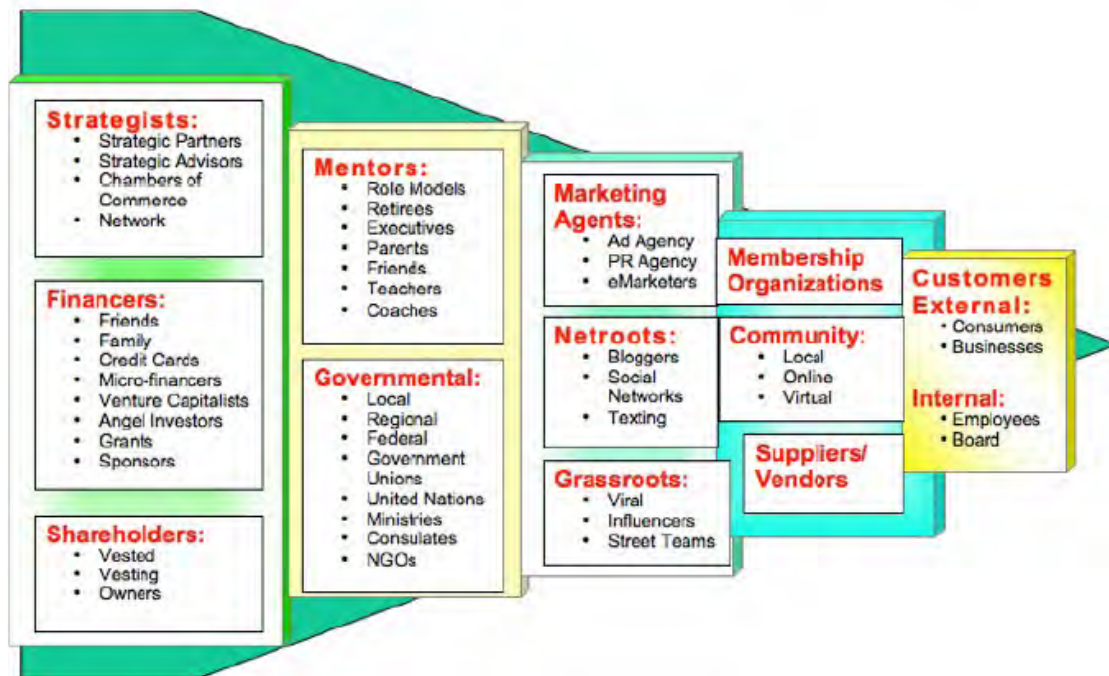 Strategists:
• Strategic Partners
• Strategic Advisors
• Chambers of
Commerce
• Network
Financers:
• Friends
• Family
• Credit Cards
• Micro-financers
• Venture Capitalists
• Angel Investors
• Grants
• Sponsors
Shareholders:
• Vested
• Vesting
• Owners
Mentors:
• Role Models
• Retirees
• Executives
• Parents
• Friends
• Teachers
• Coaches
Governmental:
• Local
• Regional
• Federal
• Government
Unions
• United Nations
• Ministries
• Consulates
• NGOs
Marketing
Agents:
• Ad Agency
• PR Agency
• eMarketers
Netroots:
• Bloggers
• Social
Networks
• Texting
Grassroots:
• Viral
• Influencers
• Street Teams
Membership
Organizations
Community:
• Local
• Online
• Virtual
Suppliers/
Vendors
Customers
External:
• Consumers
• Businesses
Internal:
• Employees
• Board